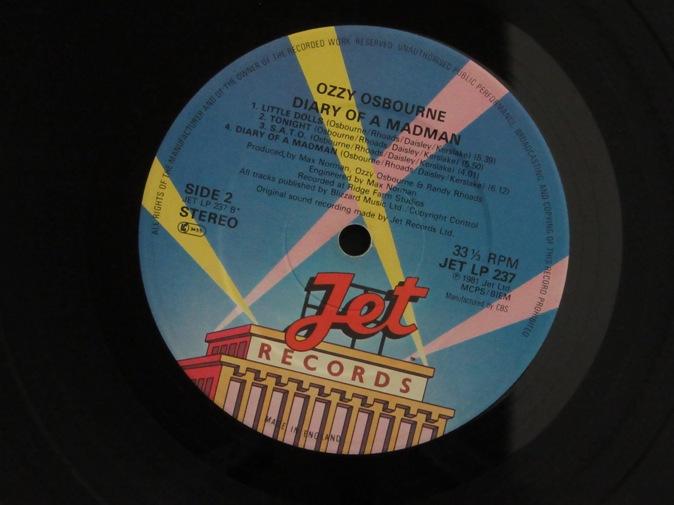 ALL RIGHTS OF THE MANUFACTURER AND OF THE OWNER OF THE RECORDED WORK RESERVED. UNAUTHORISED PUBLIC PERFORMANCE, BROADCASTING AND COPYING OF THIS RECORD PROHIBITED
OZZY OSBOURNE
DIARY OF A MADMAN
1. LITTLE DOLLS (Osbourne/Rhoads/Daisley/Kerslake) (5.39)
2. TONIGHT (Osbourne/Rhoads/Daisley/Kerslake) (5.50)
3. S.A.T.O. (Osbourne/Rhoads/Daisley/Kerslake) (4.01)
4. DIARY OF A MADMAN (Osbourne/Rhoads/Daisley/Kerslake) (6.12)
Produced by Max Norman, Ozzy Osbourne & Randy Rhoads
Engineered by Max Norman
Recorded at Ridge Farm Studios
All tracks published by Blizzard Music Ltd./Copyright Control
Original sound recording made by Jet Records Ltd.
SIDE 2
JET LP 237 B*
STEREO
33⅓ RPM
JET LP 237
℗ 1981 Jet Ltd.
MCPS/BIEM
Manufactured by CBS
Jet
RECORDS
MADE IN ENGLAND